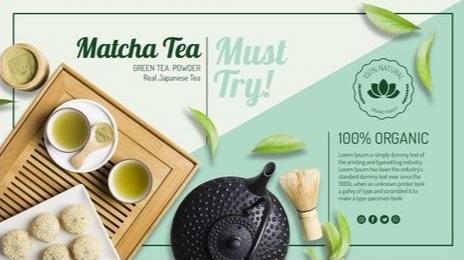 Matcha Tea
GREEN TEA POWDER
Real Japanese Tea
Must
Try!
100% NATURAL
100% ORGANIC
Lorem Ipsum is simply dummy text of
the printing and typesetting industry.
Lorem Ipsum has been the industry's
standard dummy text ever since the
1500s, when an unknown printer took
a galley of type and scrambled it to
make a type specimen book.